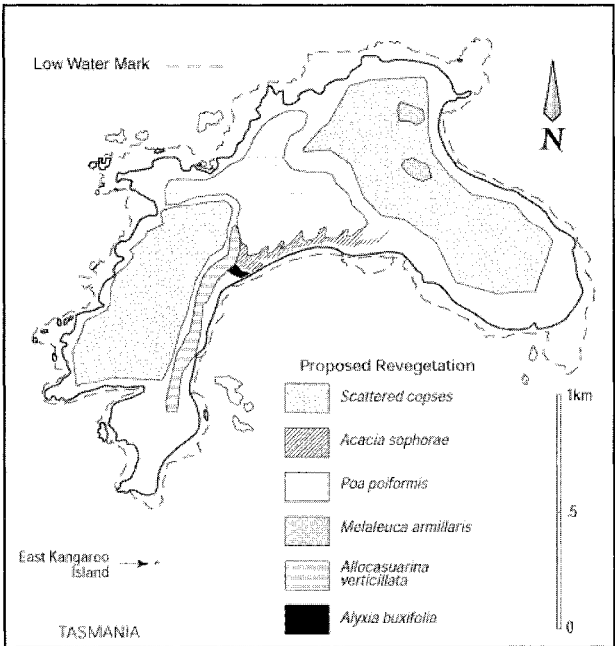 Low Water Mark
N
Proposed Revegetation
Scattered copses
Acacia sophorae
Poa poiformis
Melaleuca armillaris
Allocasuarina
verticillata
Alyxia buxifolia
1km
.5
0
East Kangaroo
Island
TASMANIA